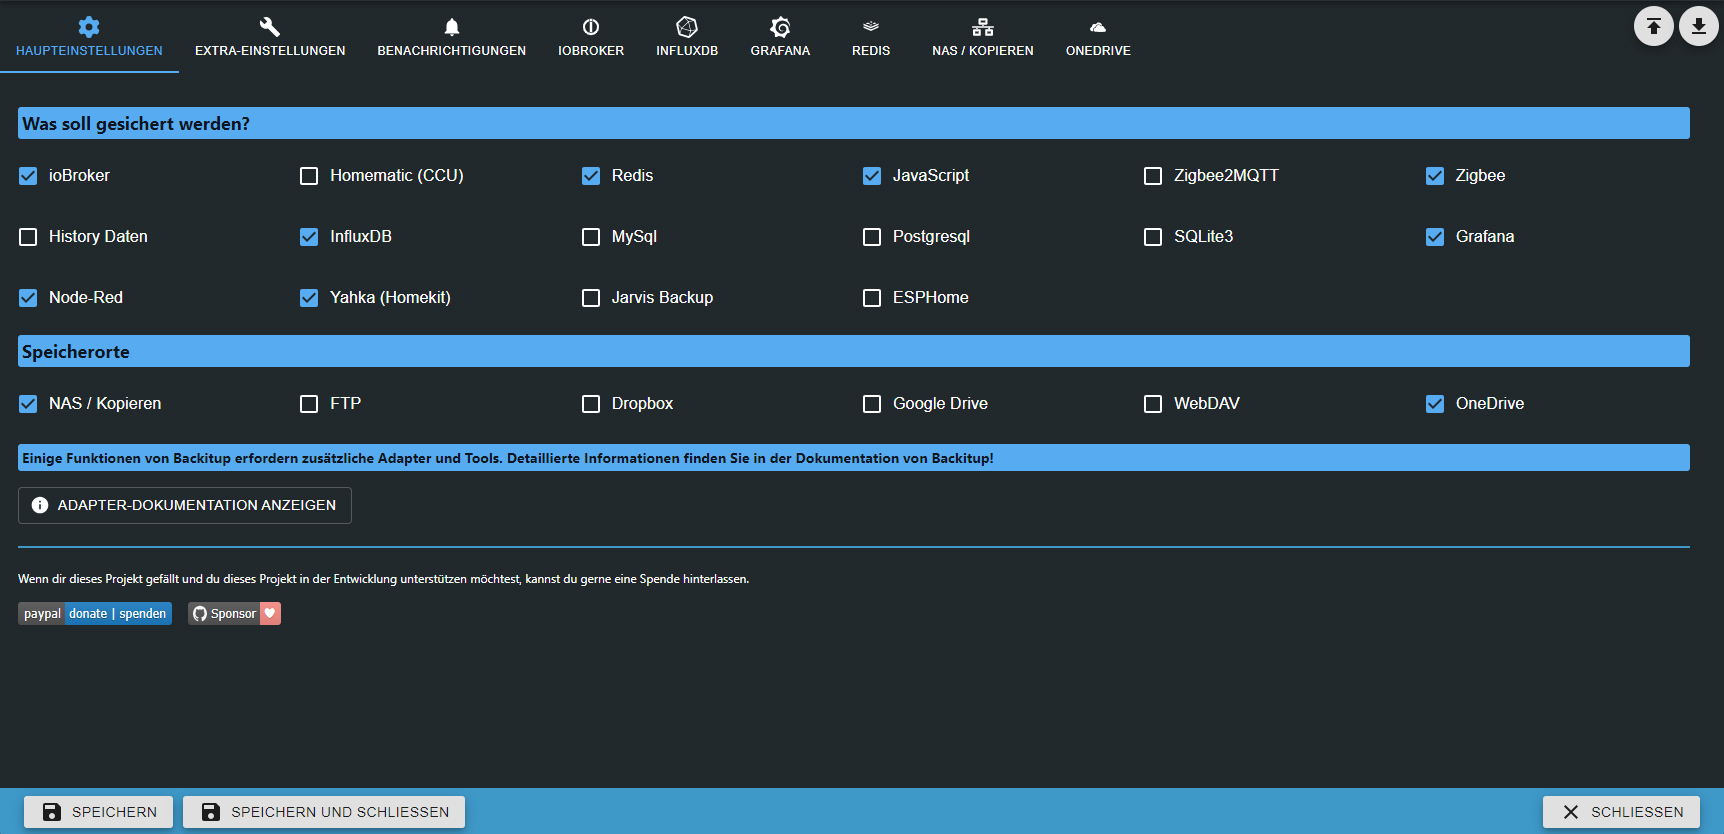 HAUPTEINSTELLUNGEN EXTRA-EINSTELLUNGEN BENACHRICHTIGUNGEN IOBROKER INFLUXDB GRAFANA REDIS NAS / KOPIEREN ONEDRIVE
Was soll gesichert werden?
ioBroker Homematic (CCU) Redis JavaScript Zigbee2MQTT Zigbee
History Daten InfluxDB MySql Postgresql SQLite3 Grafana
Node-Red Yahka (Homekit) Jarvis Backup ESPHome
Speicherorte
NAS / Kopieren FTP Dropbox Google Drive WebDAV OneDrive
Einige Funktionen von Backitup erfordern zusätzliche Adapter und Tools. Detaillierte Informationen finden Sie in der Dokumentation von Backitup!
ADAPTER-DOKUMENTATION ANZEIGEN
Wenn dir dieses Projekt gefällt und du dieses Projekt in der Entwicklung unterstützen möchtest, kannst du gerne eine Spende hinterlassen.
paypal donate | spenden Sponsor
SPEICHERN SPEICHERN UND SCHLIESSEN SCHLIESSEN